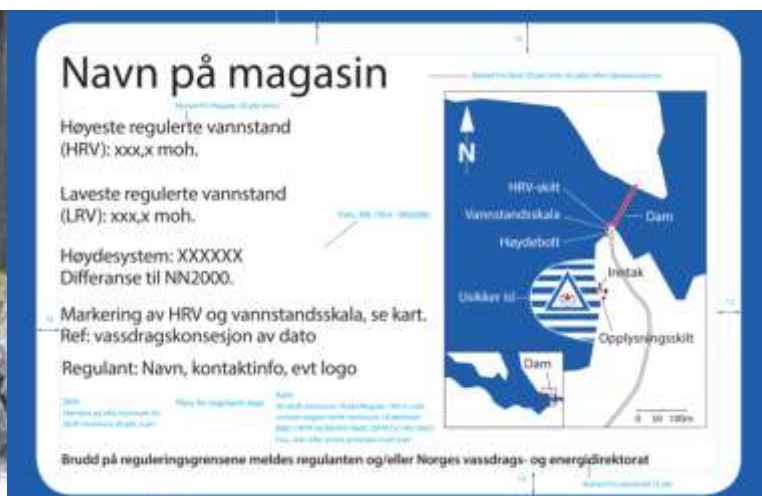 Navn på magasin
Høyeste regulerte vannstand
(HRV): xxx,x moh.
Laveste regulerte vannstand
(LRV): xxx,x moh.
Høydesystem: XXXXXX
Differanse til NN2000.
Markering av HRV og vannstandsskala, se kart.
Ref: vassdragskonsesjon av dato
Regulant: Navn, kontaktinfo, evt logo
N
HRV-skilt
Vannstandsskala
Dam
Høydebolt
Inntak
Usikker is
Opplysningsskilt
Dam
0 50 100m
Brudd på reguleringsgrensene meldes regulanten og/eller Norges vassdrags- og energidirektorat